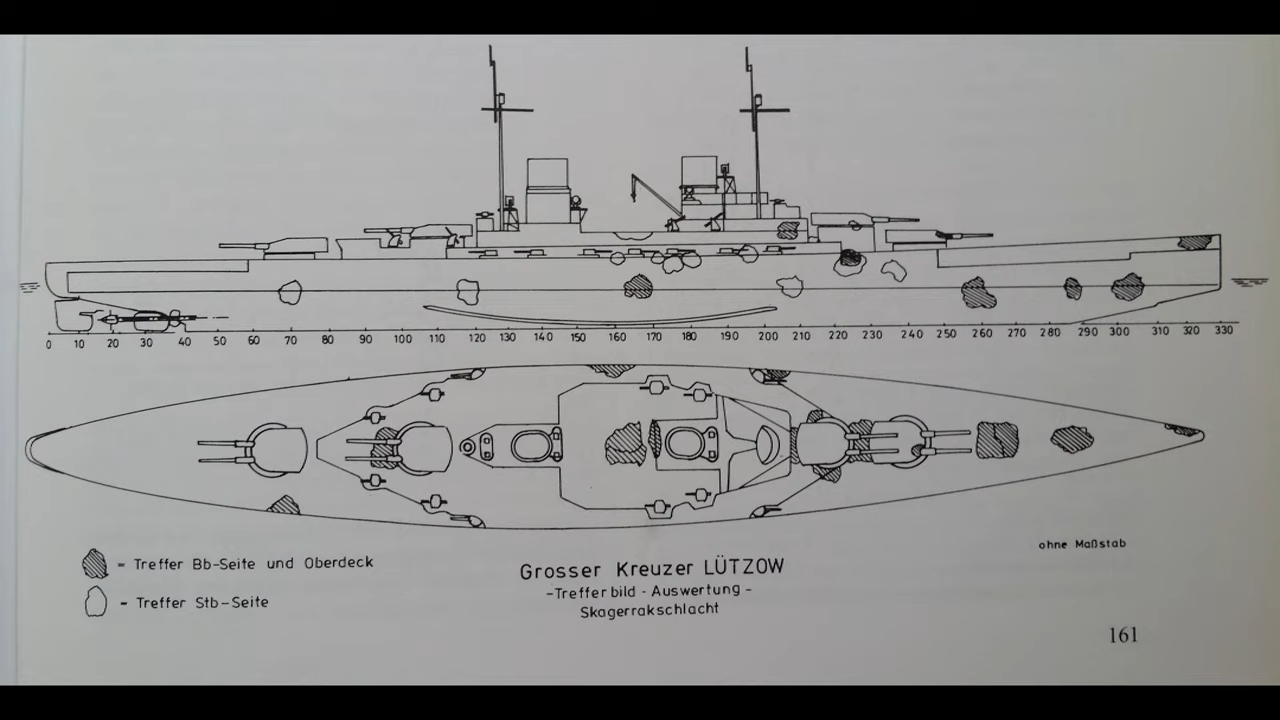 0 10 20 30 40 50 60 70 80 90 100 110 120 130 140 150 160 170 180 190 200 210 220 230 240 250 260 270 280 290 300 310 320 330
ohne Maßstab
= Treffer Bb-Seite und Oberdeck
- Treffer Stb-Seite
Grosser Kreuzer LÜTZOW
-Trefferbild - Auswertung -
Skagerrakschlacht
161